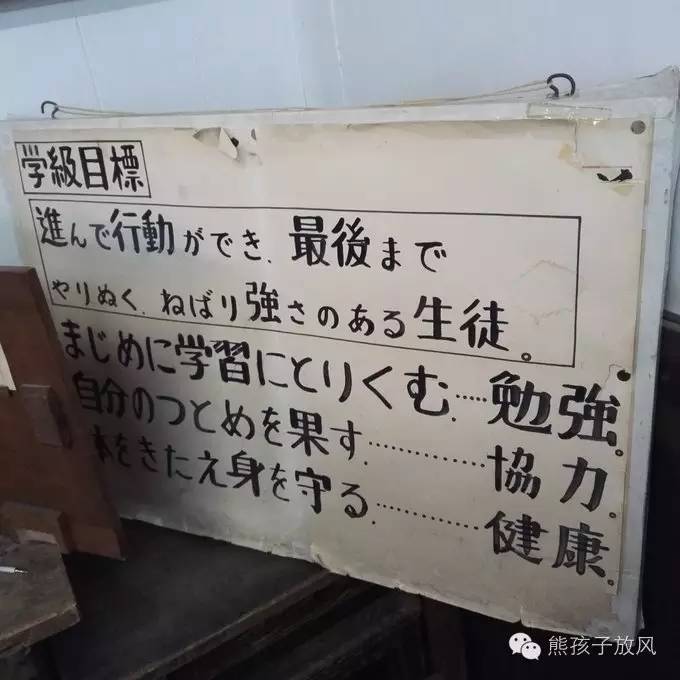 学級目標
進んで行動ができ、最後まで
やりぬく、ねばり強さのある生徒。
まじめに学習にとりくむ……勉強。
自分のつとめを果す…………協力。
体をきたえ身を守る…………健康。
熊孩子放风